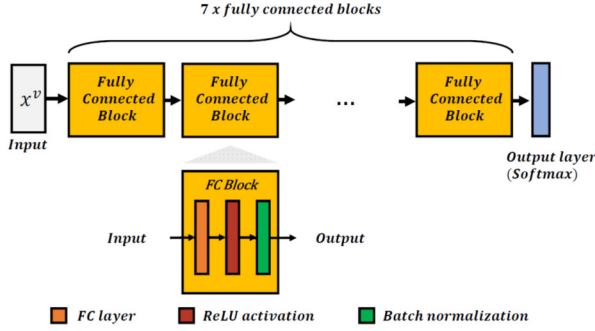 7 x fully connected blocks
x^v
Input
Fully
Connected
Block
Fully
Connected
Block
...
Fully
Connected
Block
Output layer
(Softmax)
FC Block
Input
Output
FC layer
ReLU activation
Batch normalization